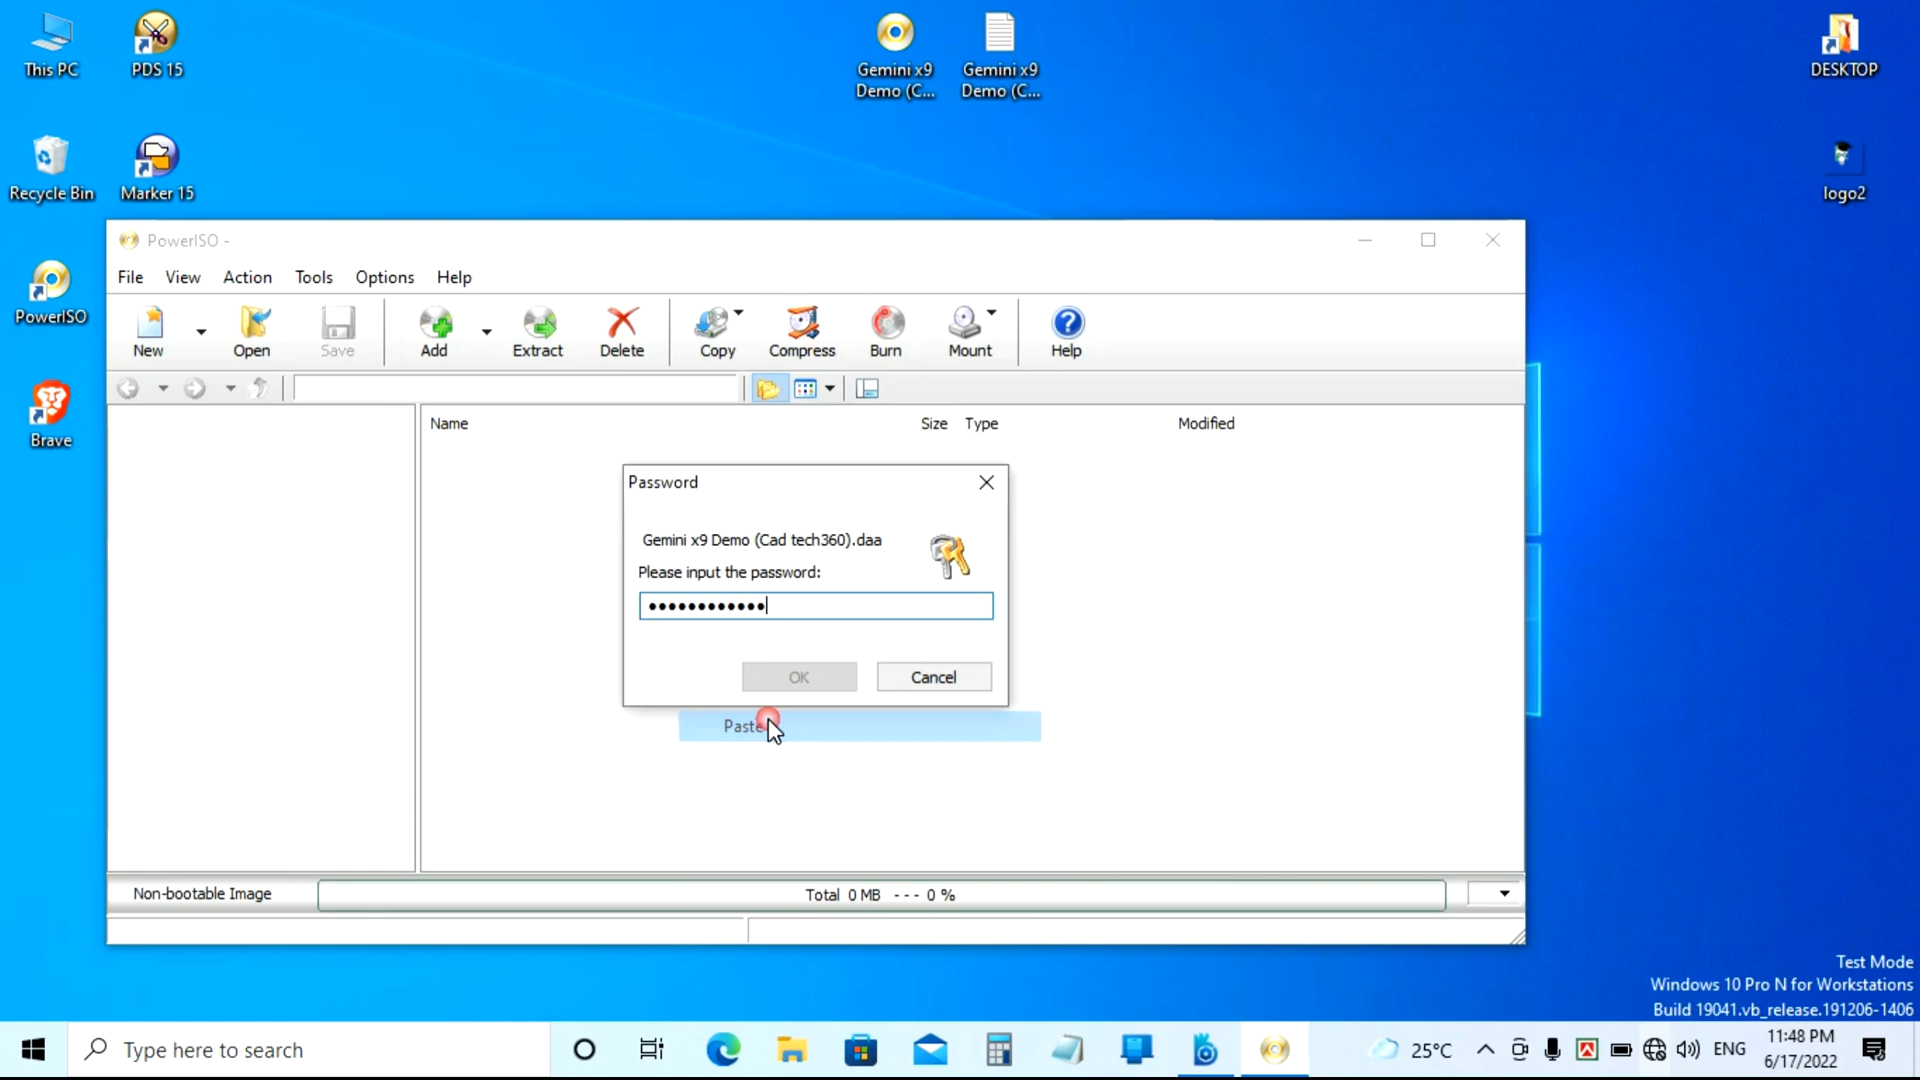 This PC
PDS 15
Gemini x9
Demo (C...
Gemini x9
Demo (C...
DESKTOP
Recycle Bin
Marker 15
logo2
PowerISO
Brave
PowerISO -
File View Action Tools Options Help
New Open Save Add Extract Delete Copy Compress Burn Mount Help
Name Size Type Modified
Password
Gemini x9 Demo (Cad tech360).daa
Please input the password:
OK Cancel
Paste
Non-bootable Image Total 0 MB --- 0 %
Test Mode
Windows 10 Pro N for Workstations
Build 19041.vb_release.191206-1406
Type here to search
25°C
ENG
11:48 PM
6/17/2022